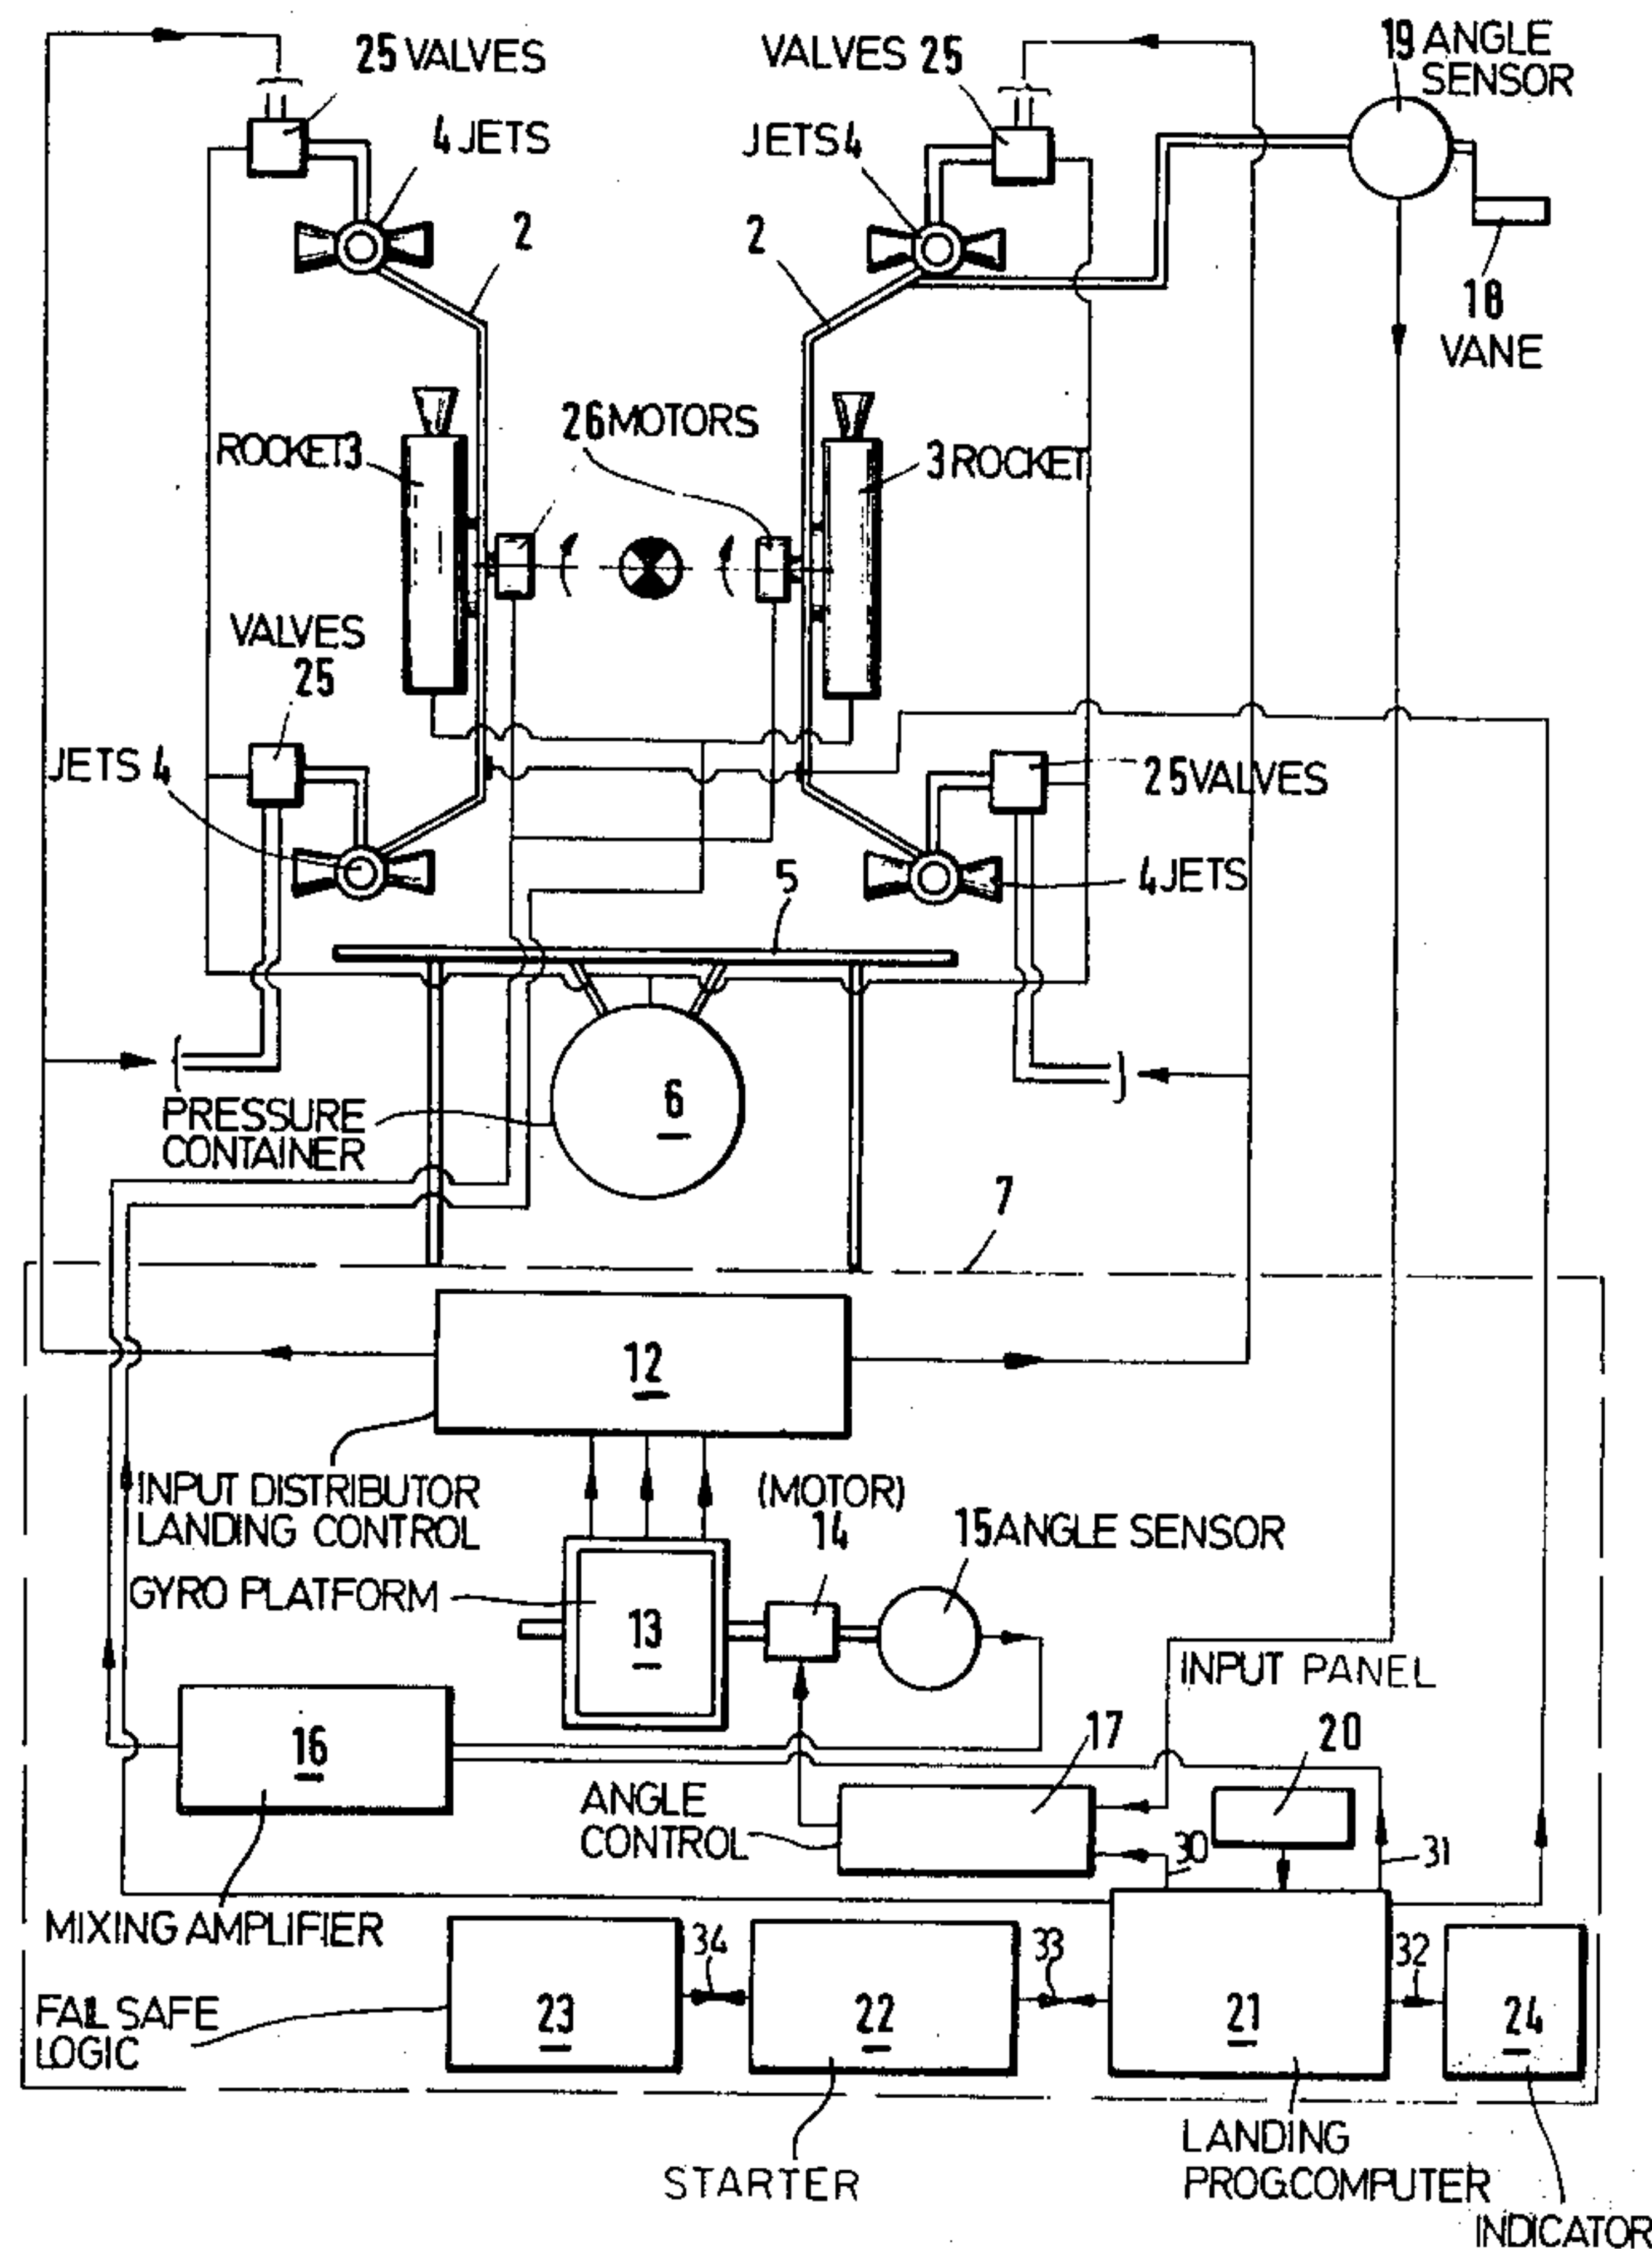 25 VALVES
VALVES 25
19 ANGLE
SENSOR
4 JETS
JETS 4
2
2
18
VANE
26 MOTORS
ROCKET 3
3 ROCKET
VALVES
25
JETS 4
25 VALVES
4 JETS
5
PRESSURE
CONTAINER
6
7
12
INPUT DISTRIBUTOR
LANDING CONTROL
(MOTOR)
14
15 ANGLE SENSOR
GYRO PLATFORM
13
INPUT PANEL
16
17
20
ANGLE
CONTROL
30
31
MIXING AMPLIFIER
34
33
32
FAIL SAFE
LOGIC
23
22
21
24
LANDING
PROG.COMPUTER
STARTER
INDICATOR